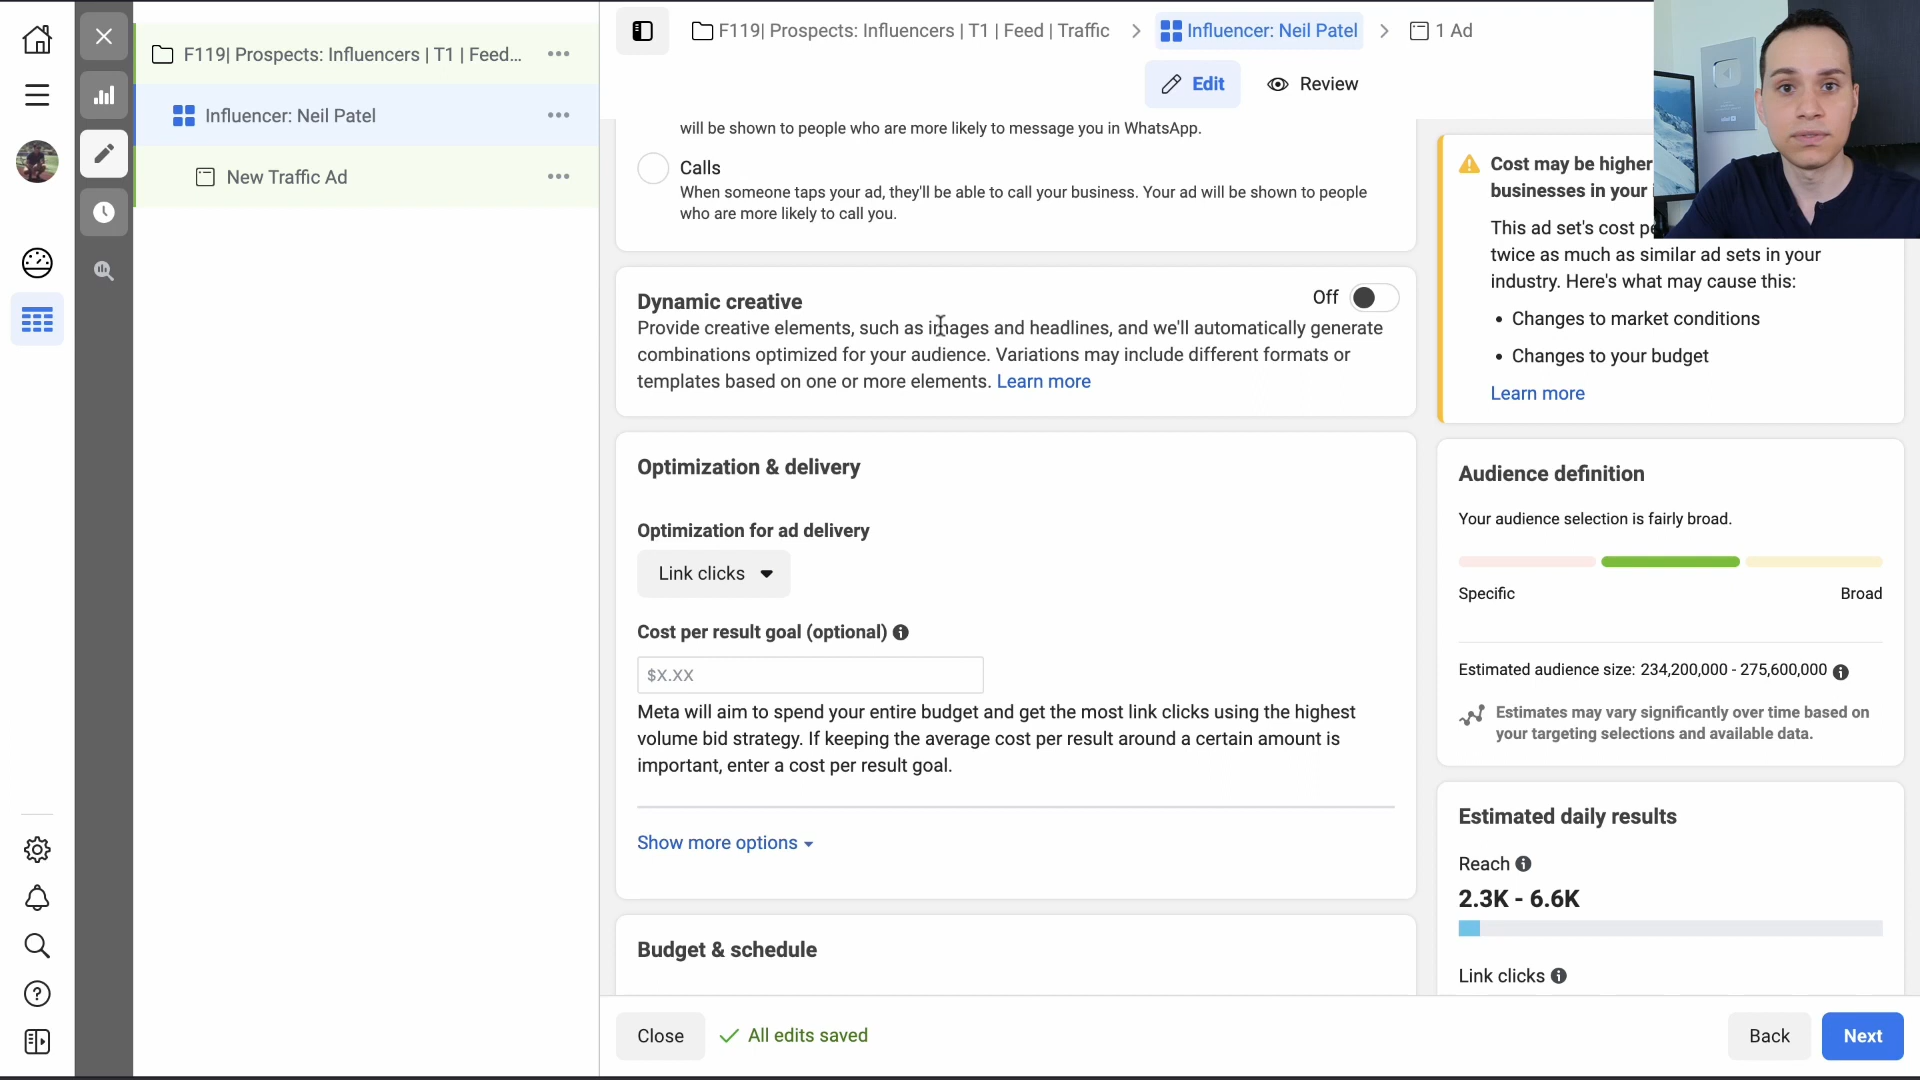 F119| Prospects: Influencers | T1 | Feed...
Influencer: Neil Patel
New Traffic Ad
F119| Prospects: Influencers | T1 | Feed | Traffic
Influencer: Neil Patel
1 Ad
Edit
Review
will be shown to people who are more likely to message you in WhatsApp.
Calls
When someone taps your ad, they'll be able to call your business. Your ad will be shown to people
who are more likely to call you.
Dynamic creative
Off
Provide creative elements, such as images and headlines, and we'll automatically generate
combinations optimized for your audience. Variations may include different formats or
templates based on one or more elements. Learn more
Optimization & delivery
Optimization for ad delivery
Link clicks
Cost per result goal (optional)
$X.XX
Meta will aim to spend your entire budget and get the most link clicks using the highest
volume bid strategy. If keeping the average cost per result around a certain amount is
important, enter a cost per result goal.
Show more options
Budget & schedule
Close
All edits saved
Back
Next
Cost may be higher
businesses in your
This ad set's cost
twice as much as similar ad sets in your
industry. Here's what may cause this:
• Changes to market conditions
• Changes to your budget
Learn more
Audience definition
Your audience selection is fairly broad.
Specific
Broad
Estimated audience size: 234,200,000 - 275,600,000
Estimates may vary significantly over time based on
your targeting selections and available data.
Estimated daily results
Reach
2.3K - 6.6K
Link clicks